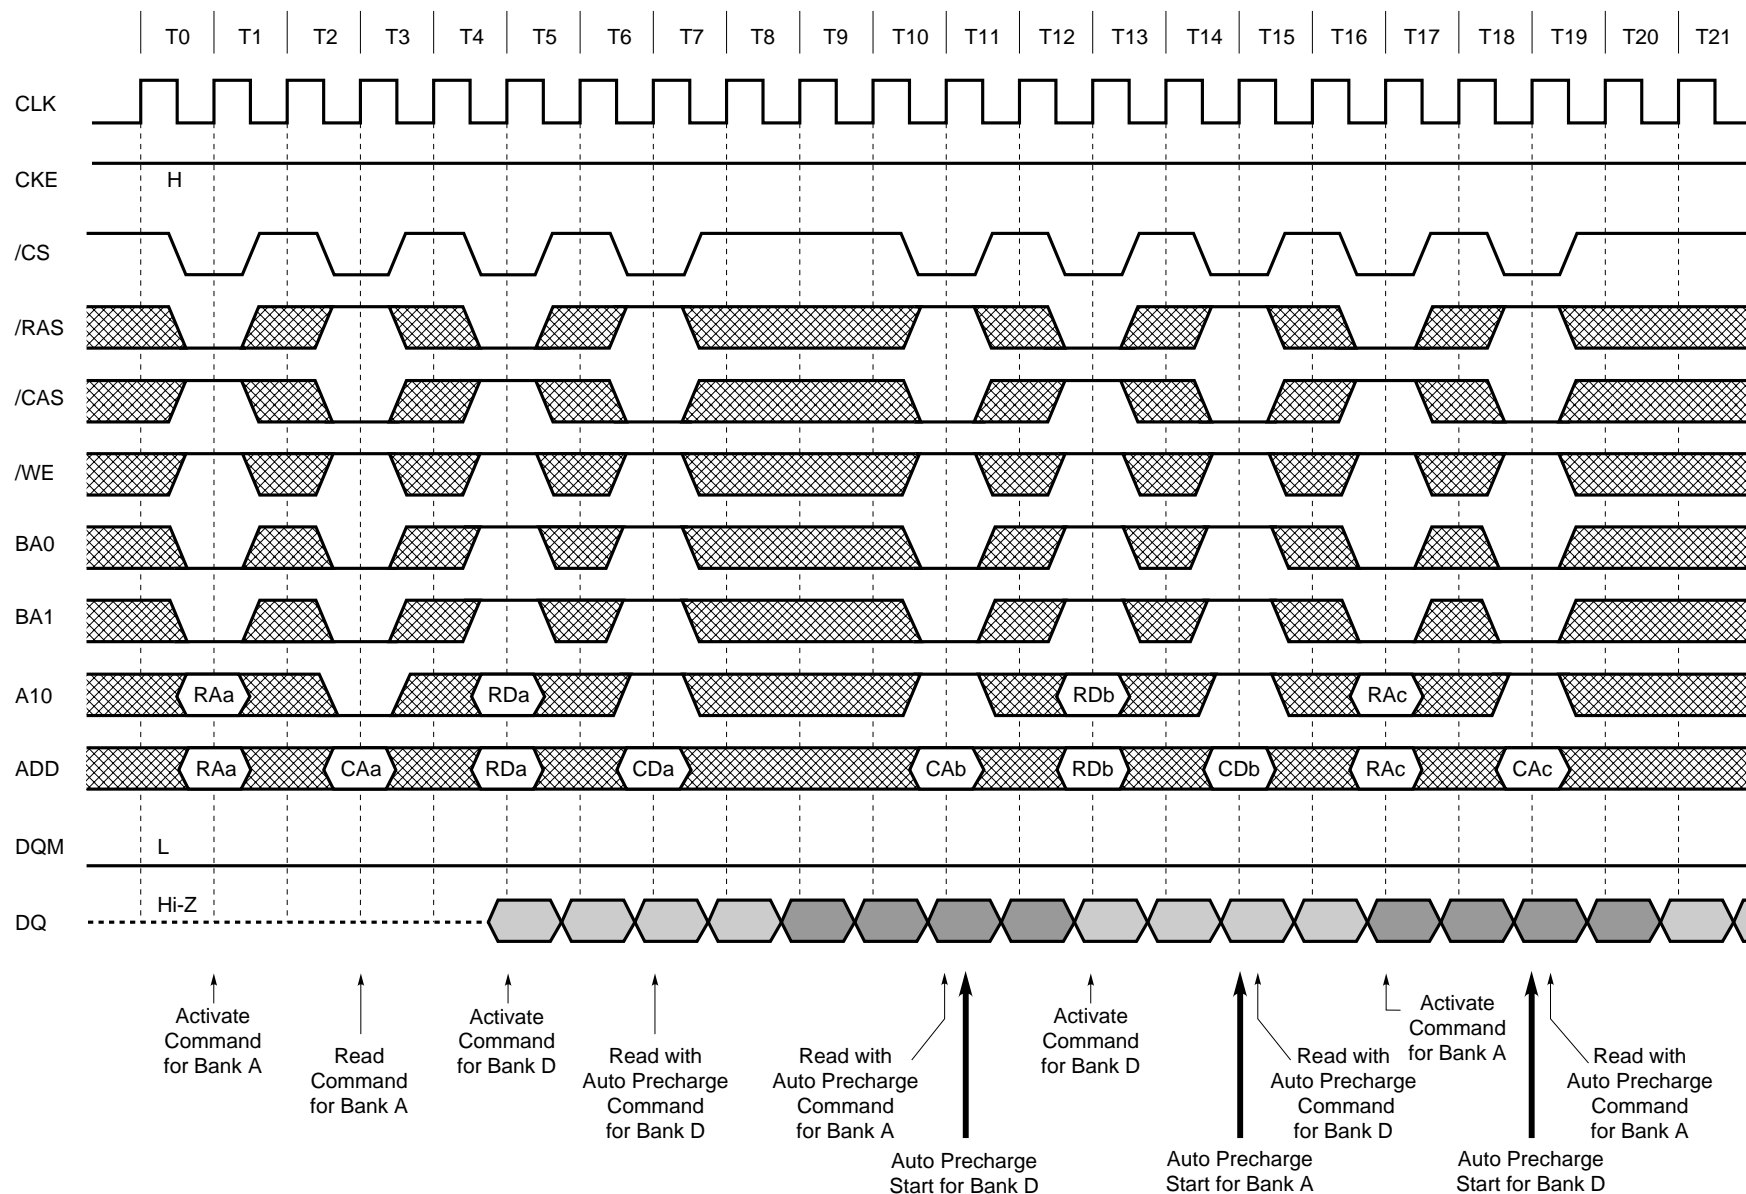 T0 T1 T2 T3 T4 T5 T6 T7 T8 T9 T10 T11 T12 T13 T14 T15 T16 T17 T18 T19 T20 T21
CLK
CKE H
/CS
/RAS
/CAS
/WE
BA0
BA1
A10 RAa RDa RDb RAc
ADD RAa CAa RDa CDa CAb RDb CDb RAc CAc
DQM L
DQ Hi-Z
Activate
Command
for Bank A
Read
Command
for Bank A
Activate
Command
for Bank D
Read with
Auto Precharge
Command
for Bank D
Read with
Auto Precharge
Command
for Bank A
Auto Precharge
Start for Bank D
Activate
Command
for Bank D
Auto Precharge
Start for Bank A
Read with
Auto Precharge
Command
for Bank D
Activate
Command
for Bank A
Auto Precharge
Start for Bank D
Read with
Auto Precharge
Command
for Bank A